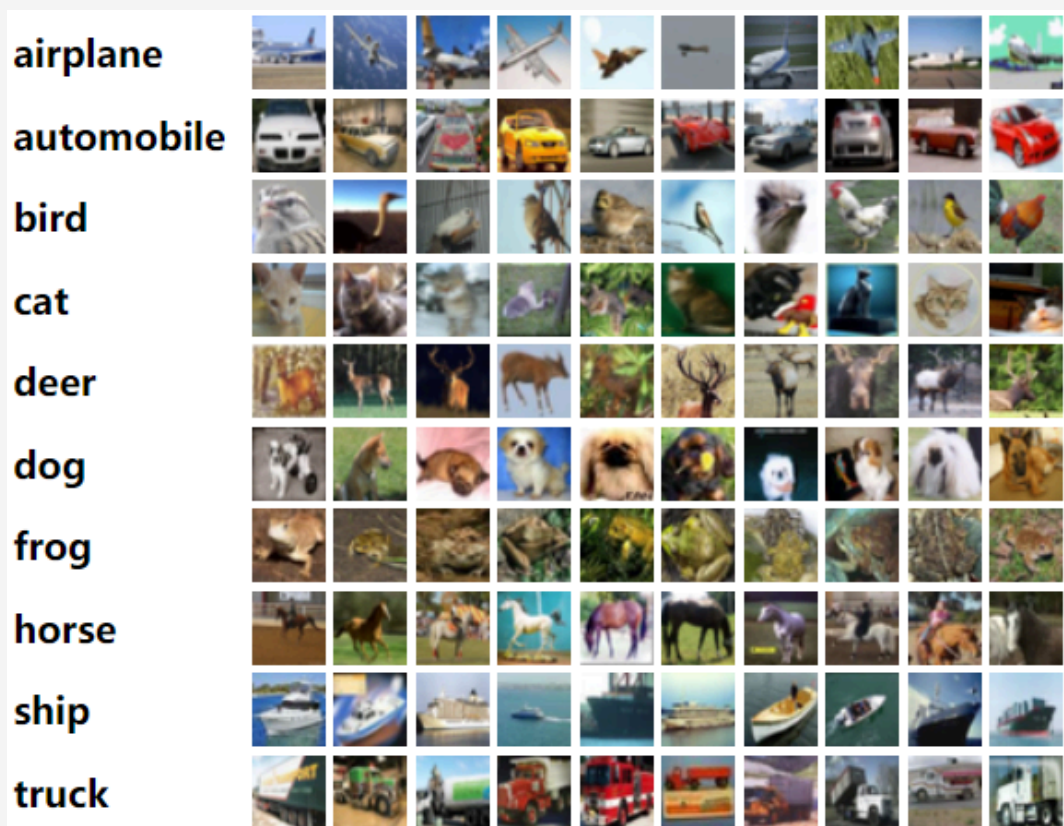 airplane
automobile
bird
cat
deer
dog
frog
horse
ship
truck